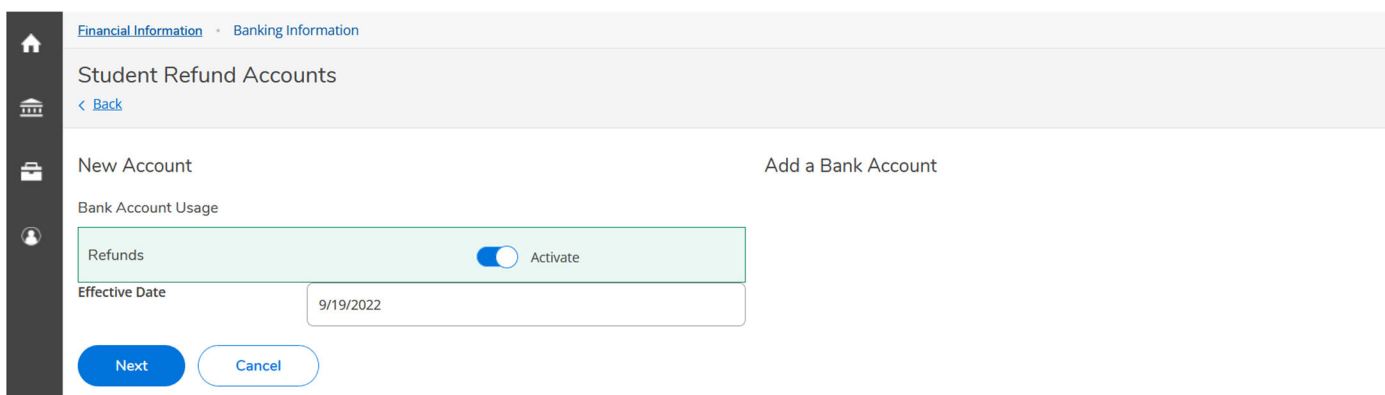 Financial Information • Banking Information
Student Refund Accounts
< Back
New Account
Add a Bank Account
Bank Account Usage
Refunds
Activate
Effective Date
9/19/2022
Next
Cancel